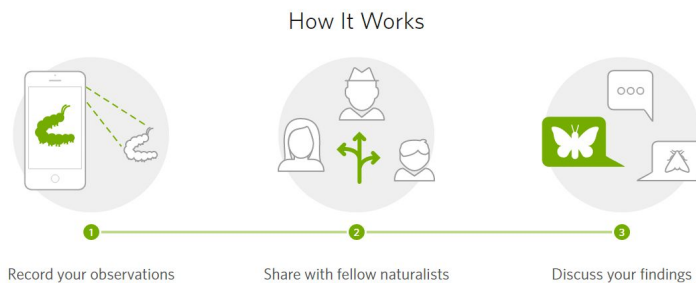 How It Works
1
2
3
Record your observations
Share with fellow naturalists
Discuss your findings